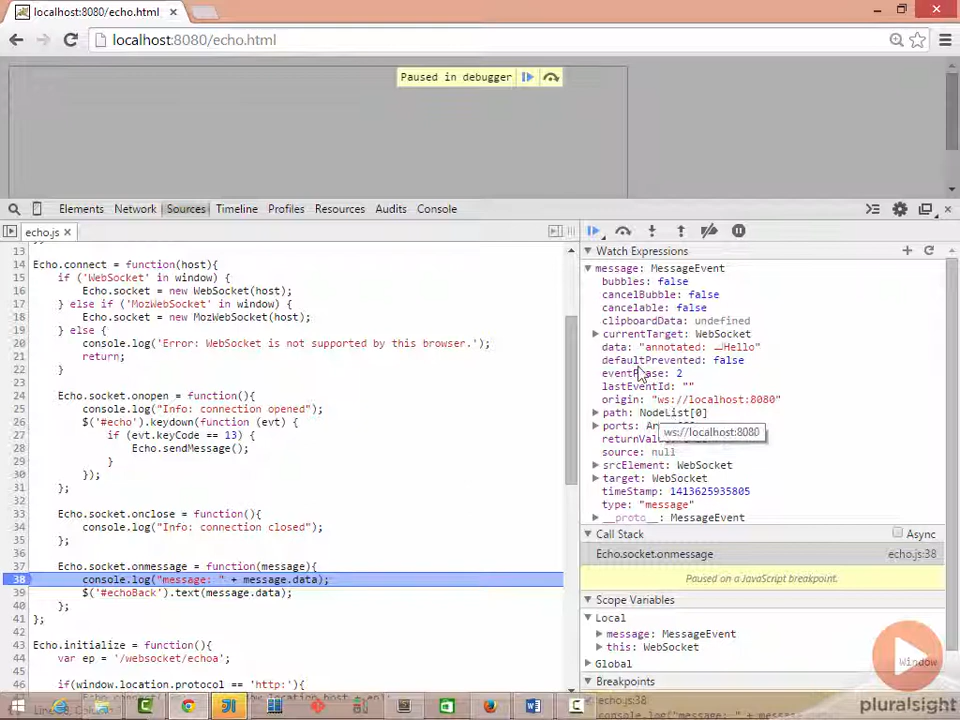 localhost:8080/echo.html ×
localhost:8080/echo.html
Paused in debugger
Elements Network Sources Timeline Profiles Resources Audits Console
echo.js ×
13
14 Echo.connect = function(host){
15 if ('WebSocket' in window) {
16 Echo.socket = new WebSocket(host);
17 } else if ('MozWebSocket' in window) {
18 Echo.socket = new MozWebSocket(host);
19 } else {
20 console.log('Error: WebSocket is not supported by this browser.');
21 return;
22 }
23
24 Echo.socket.onopen = function(){
25 console.log("Info: connection opened");
26 $('#echo').keydown(function (evt) {
27 if (evt.keyCode == 13) {
28 Echo.sendMessage();
29 }
30 });
31 };
32
33 Echo.socket.onclose = function(){
34 console.log("Info: connection closed");
35 };
36
37 Echo.socket.onmessage = function(message){
38 console.log("message: " + message.data);
39 $('#echoBack').text(message.data);
40 };
41 };
42
43 Echo.initialize = function(){
44 var ep = '/websocket/echoa';
45
46 if(window.location.protocol == 'http:'){
Watch Expressions
message: MessageEvent
bubbles: false
cancelBubble: false
cancelable: false
clipboardData: undefined
currentTarget: WebSocket
data: "annotated: …Hello"
defaultPrevented: false
eventPhase: 2
lastEventId: ""
origin: "ws://localhost:8080"
path: NodeList[0]
ports:
ws://localhost:8080
source: null
srcElement: WebSocket
target: WebSocket
timeStamp: 1413625935805
type: "message"
__proto__: MessageEvent
Call Stack Async
Echo.socket.onmessage echo.js:38
Paused on a JavaScript breakpoint.
Scope Variables
Local
message: MessageEvent
this: WebSocket
Global Window
Breakpoints
echo.js:38
pluralsight